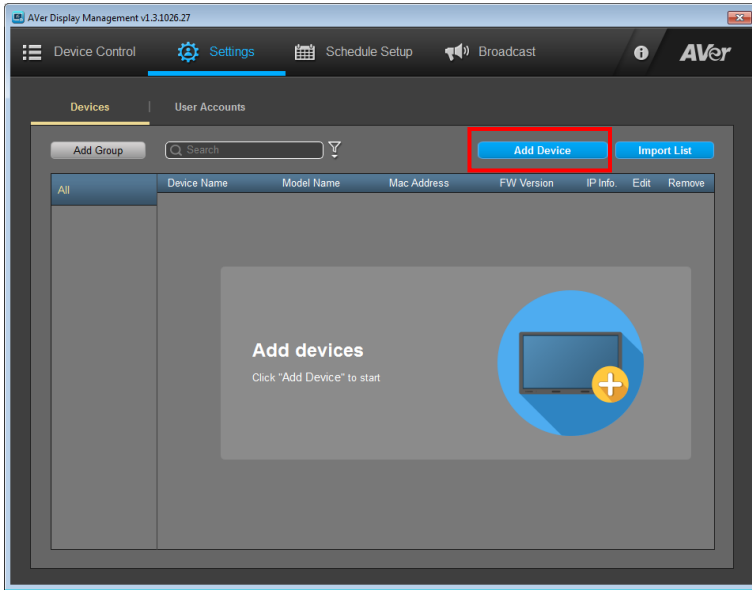 AVer Display Management v1.3.1026.27
Device Control Settings Schedule Setup Broadcast AVer
Devices | User Accounts
Add Group Search Add Device Import List
All
Device Name Model Name Mac Address FW Version IP Info. Edit Remove
Add devices
Click "Add Device" to start